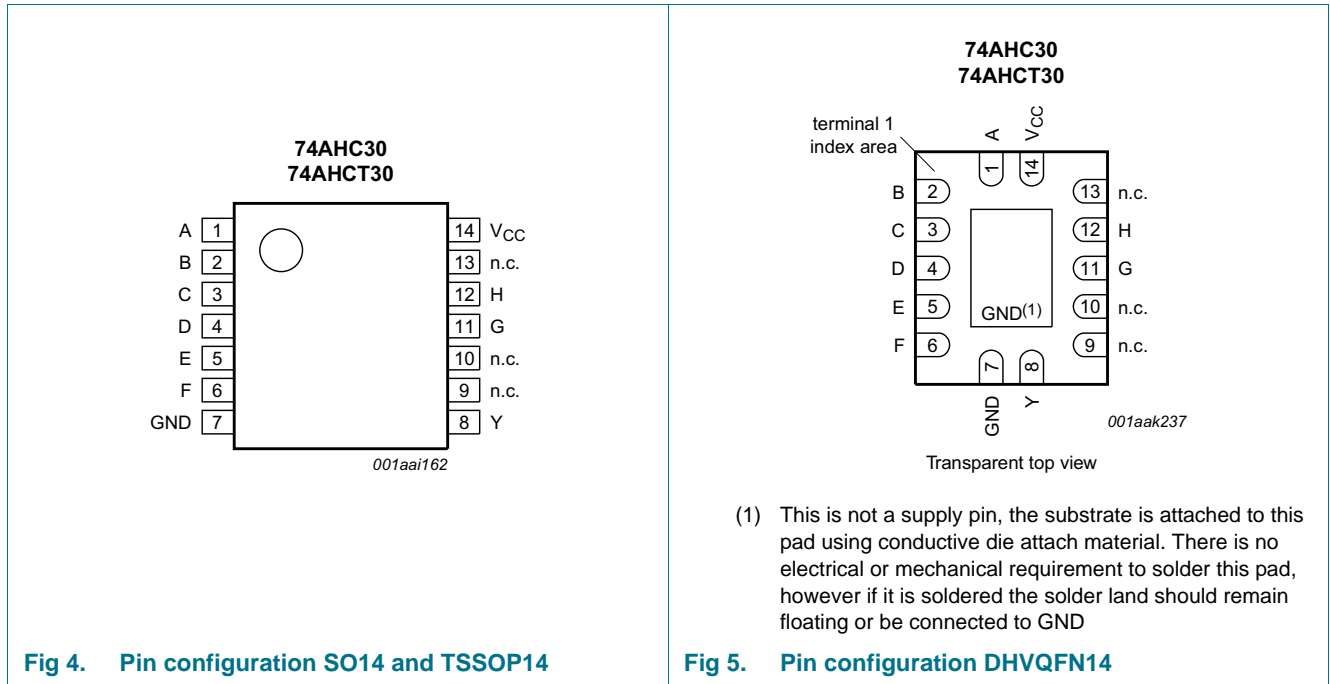 74AHC30
74AHCT30
A 1
B 2
C 3
D 4
E 5
F 6
GND 7
14 VCC
13 n.c.
12 H
11 G
10 n.c.
9 n.c.
8 Y
001aai162
Fig 4. Pin configuration SO14 and TSSOP14
74AHC30
74AHCT30
terminal 1
index area
A
VCC
1
14
B 2
C 3
D 4
E 5
F 6
13 n.c.
12 H
11 G
10 n.c.
9 n.c.
GND(1)
7
8
GND
Y
001aak237
Transparent top view
(1) This is not a supply pin, the substrate is attached to this
pad using conductive die attach material. There is no
electrical or mechanical requirement to solder this pad,
however if it is soldered the solder land should remain
floating or be connected to GND
Fig 5. Pin configuration DHVQFN14